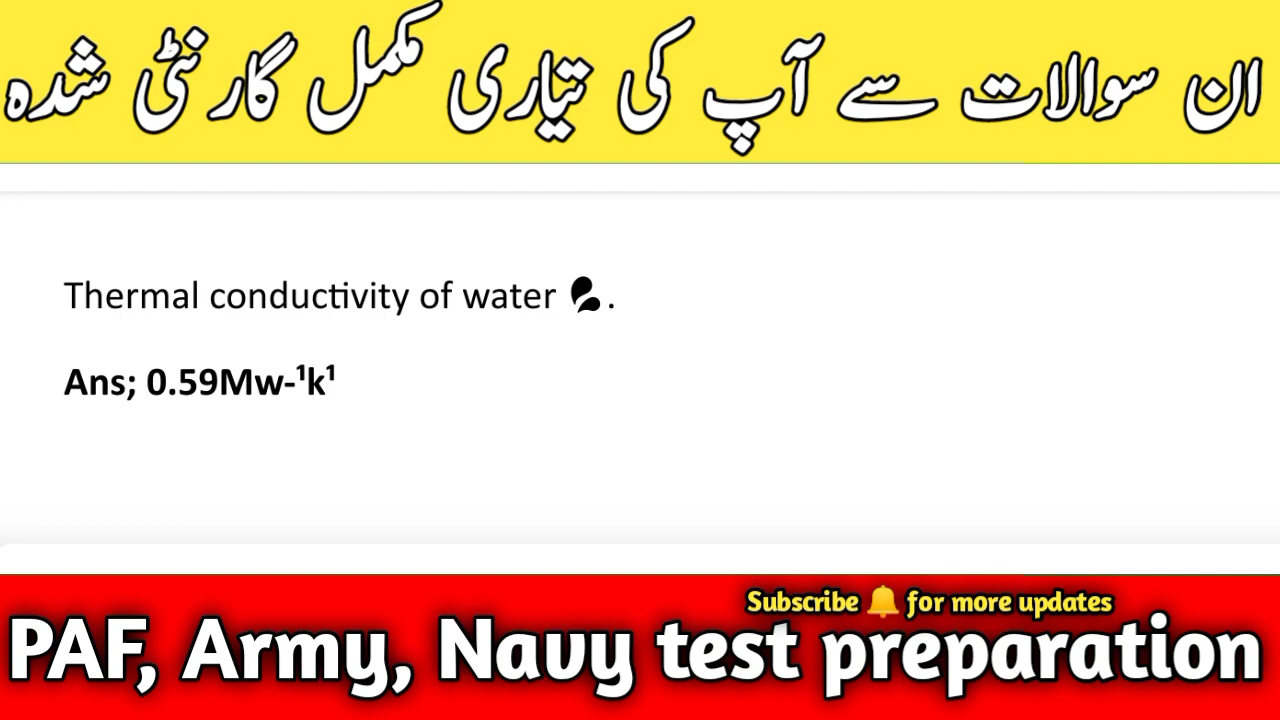 ان سوالات سے آپ کی تیاری مکمل گارنٹی شدہ
Thermal conductivity of water .
Ans; 0.59Mw-¹k¹
Subscribe 🔔 for more updates
PAF, Army, Navy test preparation